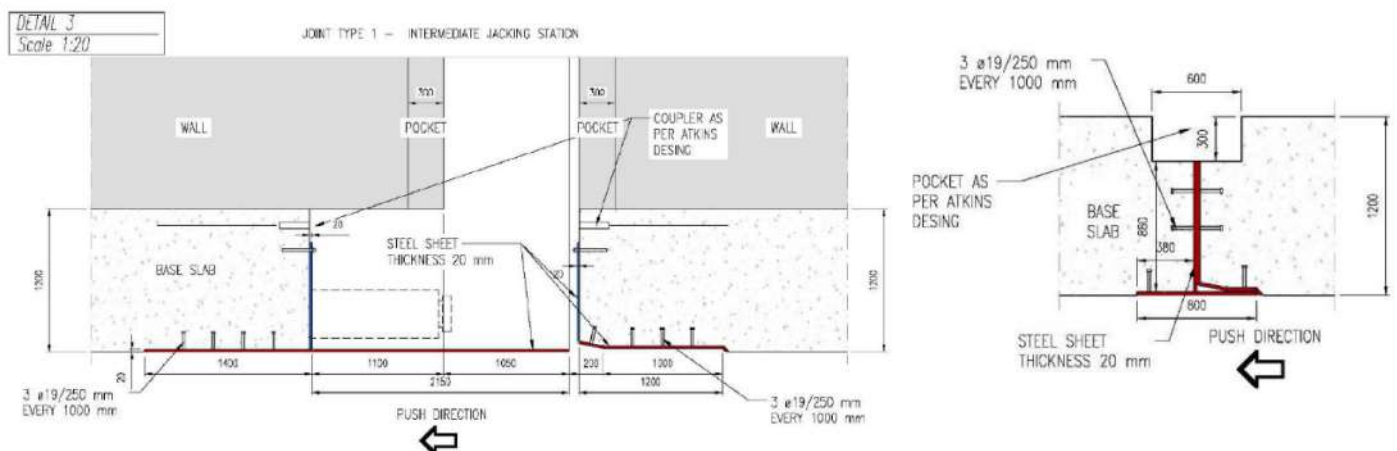 DETAIL 3
Scale 1:20
JOINT TYPE 1 – INTERMEDIATE JACKING STATION
300
300
WALL
POCKET
POCKET
COUPLER AS
PER ATKINS
DESING
WALL
20
STEEL SHEET
THICKNESS 20 mm
20
BASE SLAB
1200
1200
20
1400
1100
1050
200
1000
2150
1200
3 ø19/250 mm
EVERY 1000 mm
PUSH DIRECTION
3 ø19/250 mm
EVERY 1000 mm
3 ø19/250 mm
EVERY 1000 mm
600
300
POCKET AS
PER ATKINS
DESING
BASE
SLAB
380
1200
800
STEEL SHEET
THICKNESS 20 mm
PUSH DIRECTION